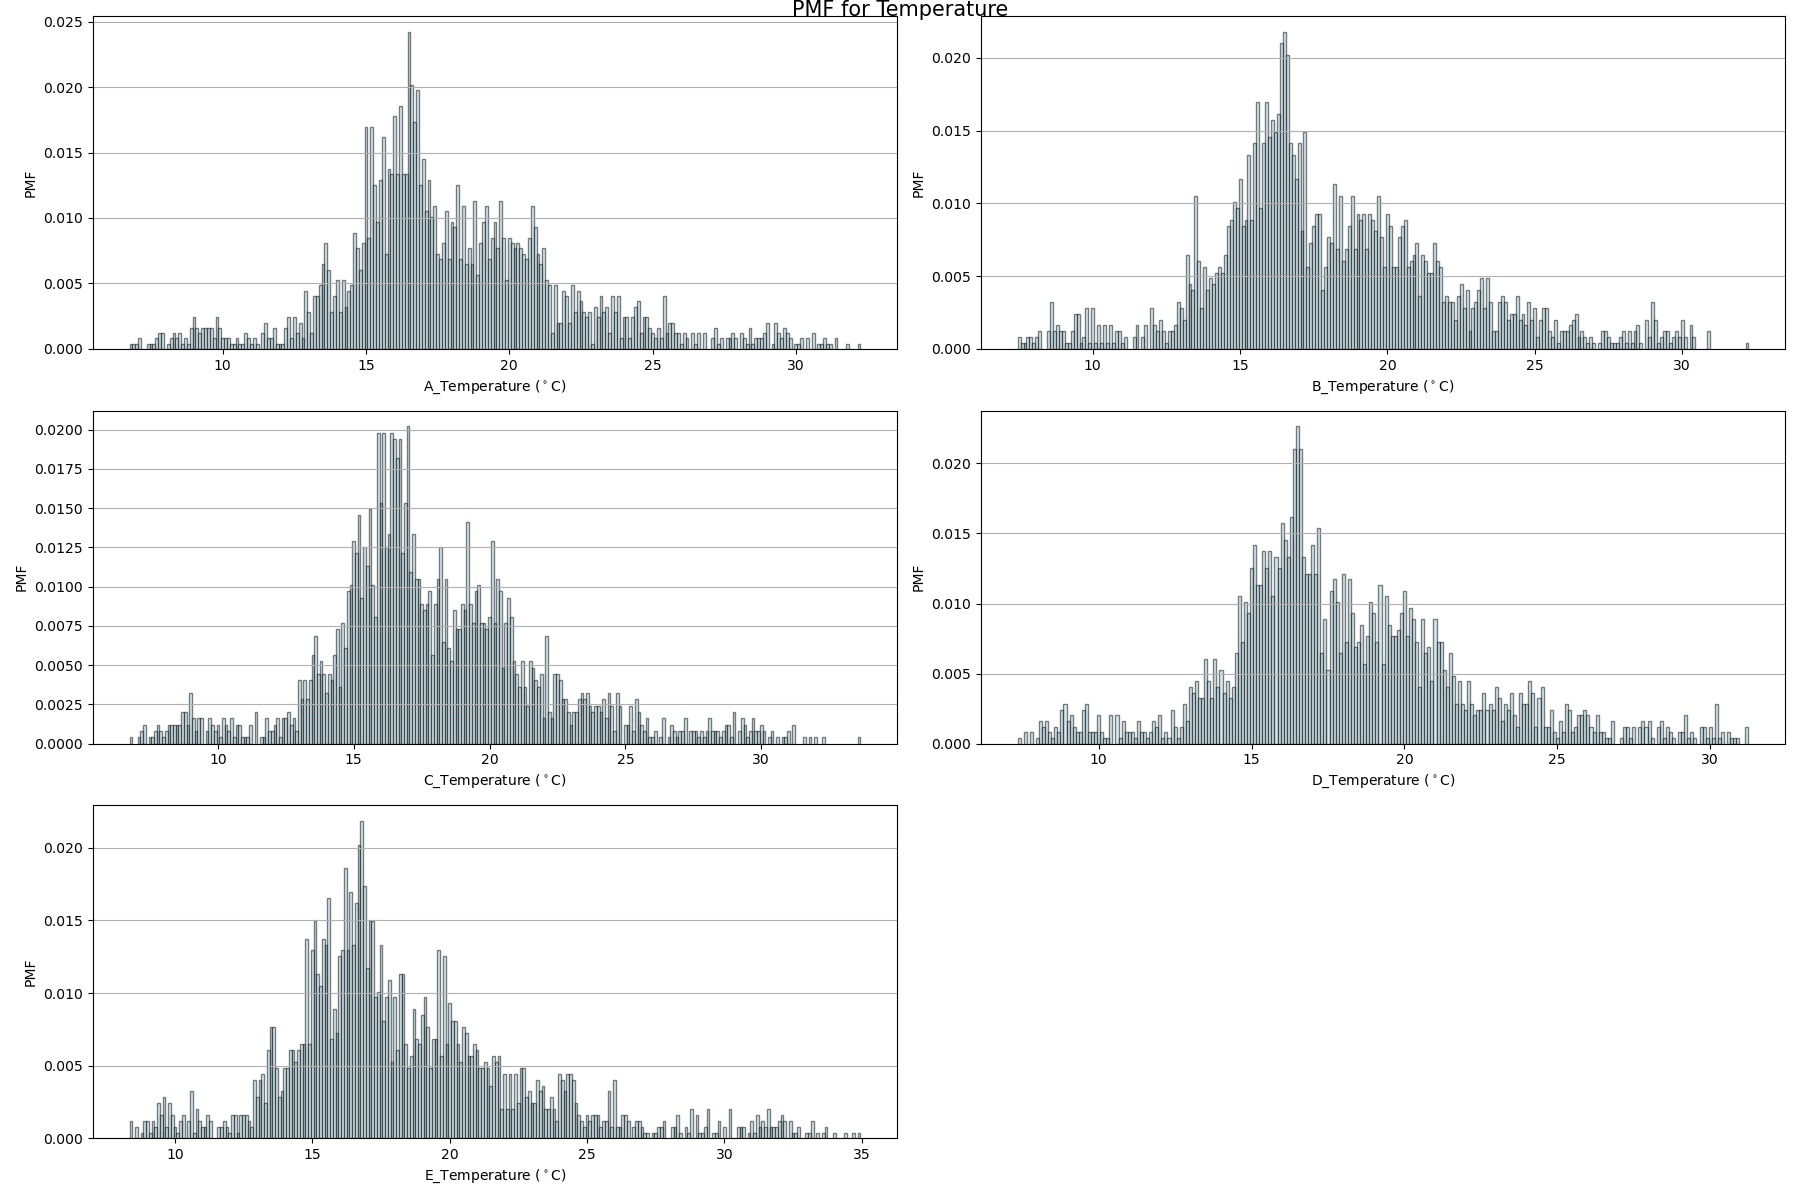 PMF for Temperature
0.025
0.020
0.015
0.010
0.005
0.000
PMF
10 15 20 25 30
A_Temperature (°C)
0.020
0.015
0.010
0.005
0.000
PMF
10 15 20 25 30
B_Temperature (°C)
0.0200
0.0175
0.0150
0.0125
0.0100
0.0075
0.0050
0.0025
0.0000
PMF
10 15 20 25 30
C_Temperature (°C)
0.020
0.015
0.010
0.005
0.000
PMF
10 15 20 25 30
D_Temperature (°C)
0.020
0.015
0.010
0.005
0.000
PMF
10 15 20 25 30 35
E_Temperature (°C)